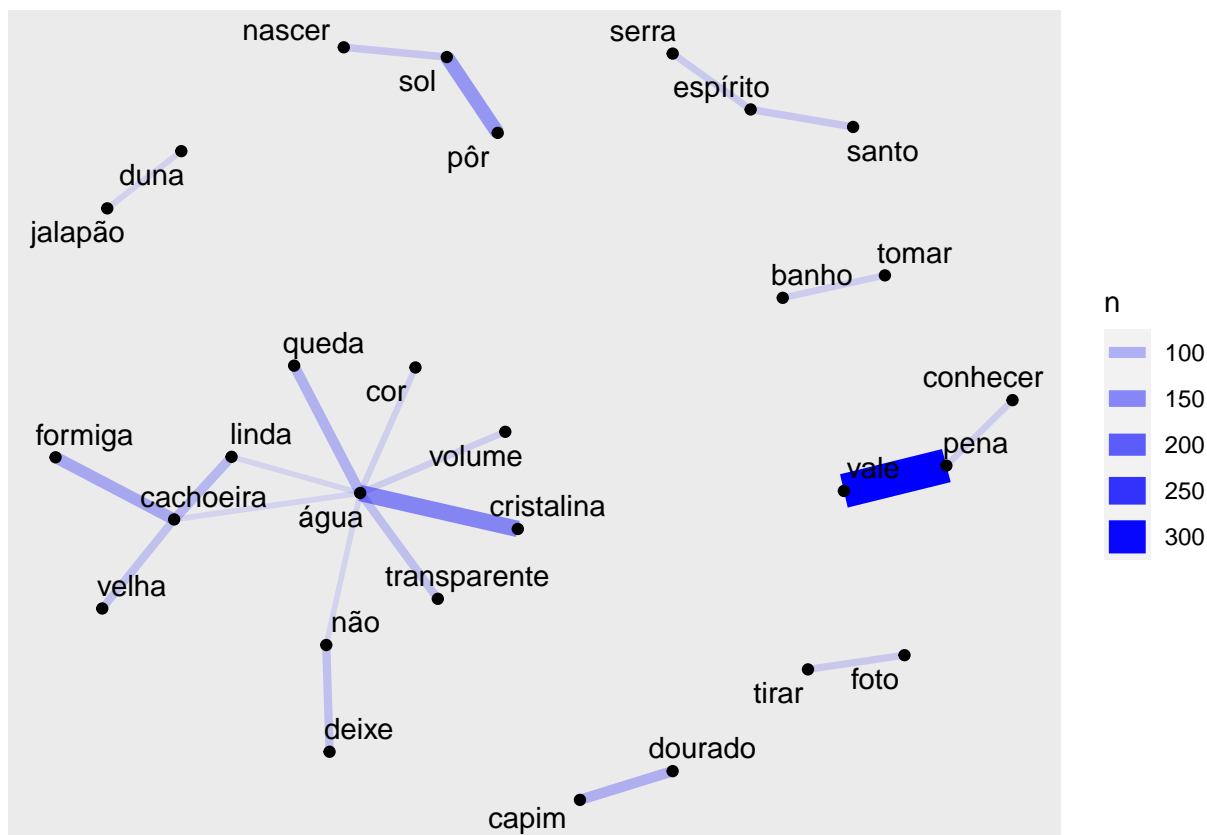 nascer
serra
sol
espírito
pôr
santo
duna
jalapão
tomar
banho
n
100
150
200
250
300
queda
cor
conhecer
formiga
linda
volume
pena
vale
cachoeira
água
cristalina
velha
transparente
não
tirar
foto
deixe
dourado
capim